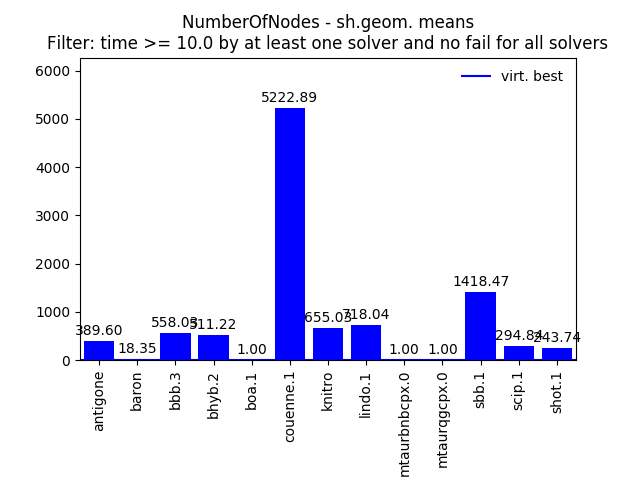 NumberOfNodes - sh.geom. means
Filter: time >= 10.0 by at least one solver and no fail for all solvers
virt. best
6000
5000
4000
3000
2000
1000
0
389.60
18.35
558.03
511.22
1.00
5222.89
655.03
718.04
1.00
1.00
1418.47
294.84
243.74
antigone
baron
bbb.3
bhyb.2
boa.1
couenne.1
knitro
lindo.1
mtaurbnbcpx.0
mtaurqgcpx.0
sbb.1
scip.1
shot.1